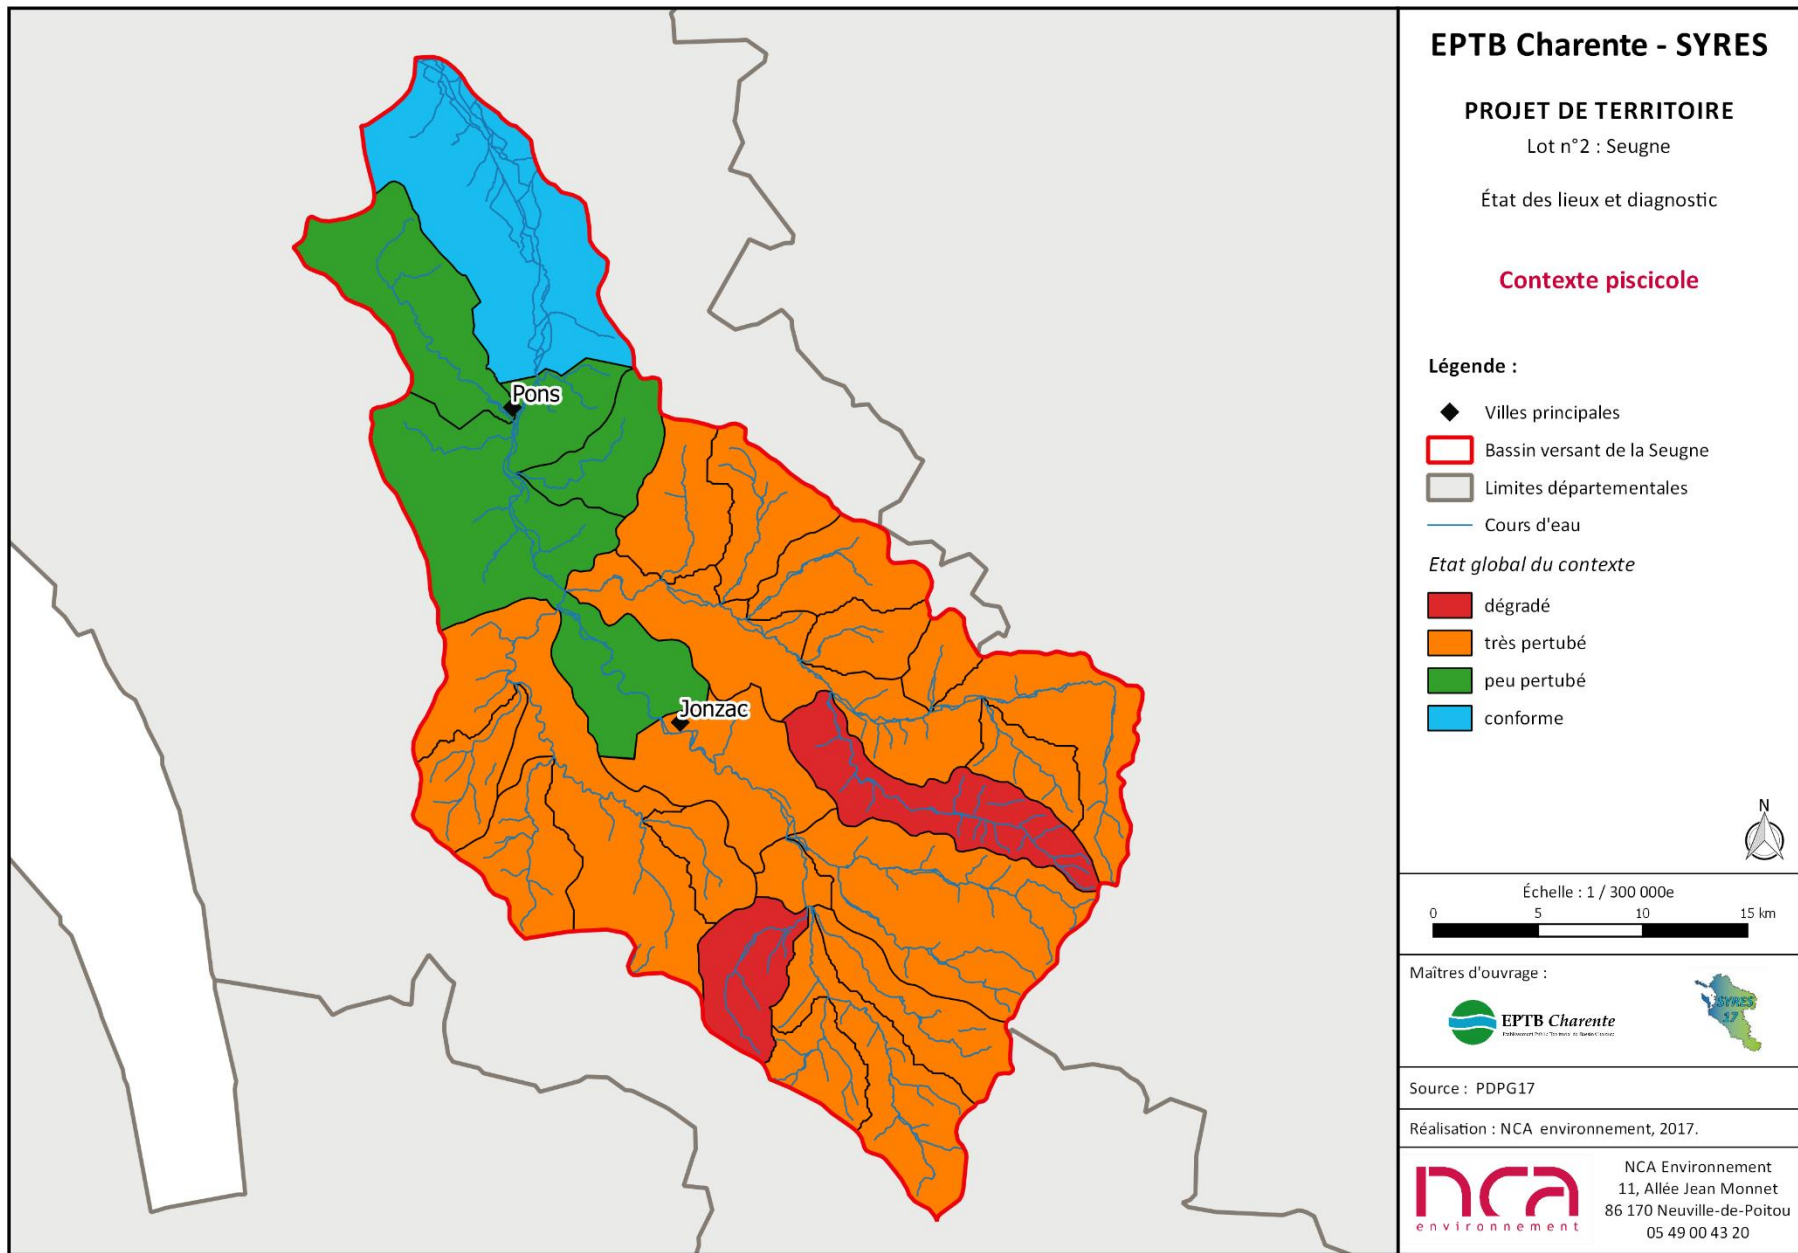 EPTB Charente - SYRES
PROJET DE TERRITOIRE
Lot n°2 : Seugne
État des lieux et diagnostic
Contexte piscicole
Légende :
Villes principales
Bassin versant de la Seugne
Limites départementales
Cours d'eau
Etat global du contexte
dégradé
très pertubé
peu pertubé
conforme
N
Échelle : 1 / 300 000e
0 5 10 15 km
Maîtres d'ouvrage :
EPTB Charente
SYRES
17
Source : PDPG17
Réalisation : NCA environnement, 2017.
nca
environnement
NCA Environnement
11, Allée Jean Monnet
86 170 Neuville-de-Poitou
05 49 00 43 20
Pons
Jonzac